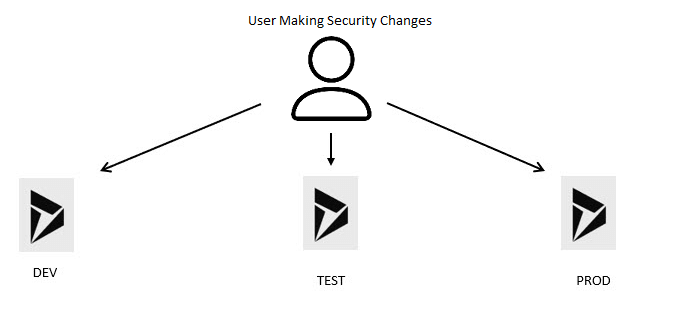 User Making Security Changes
DEV
TEST
PROD